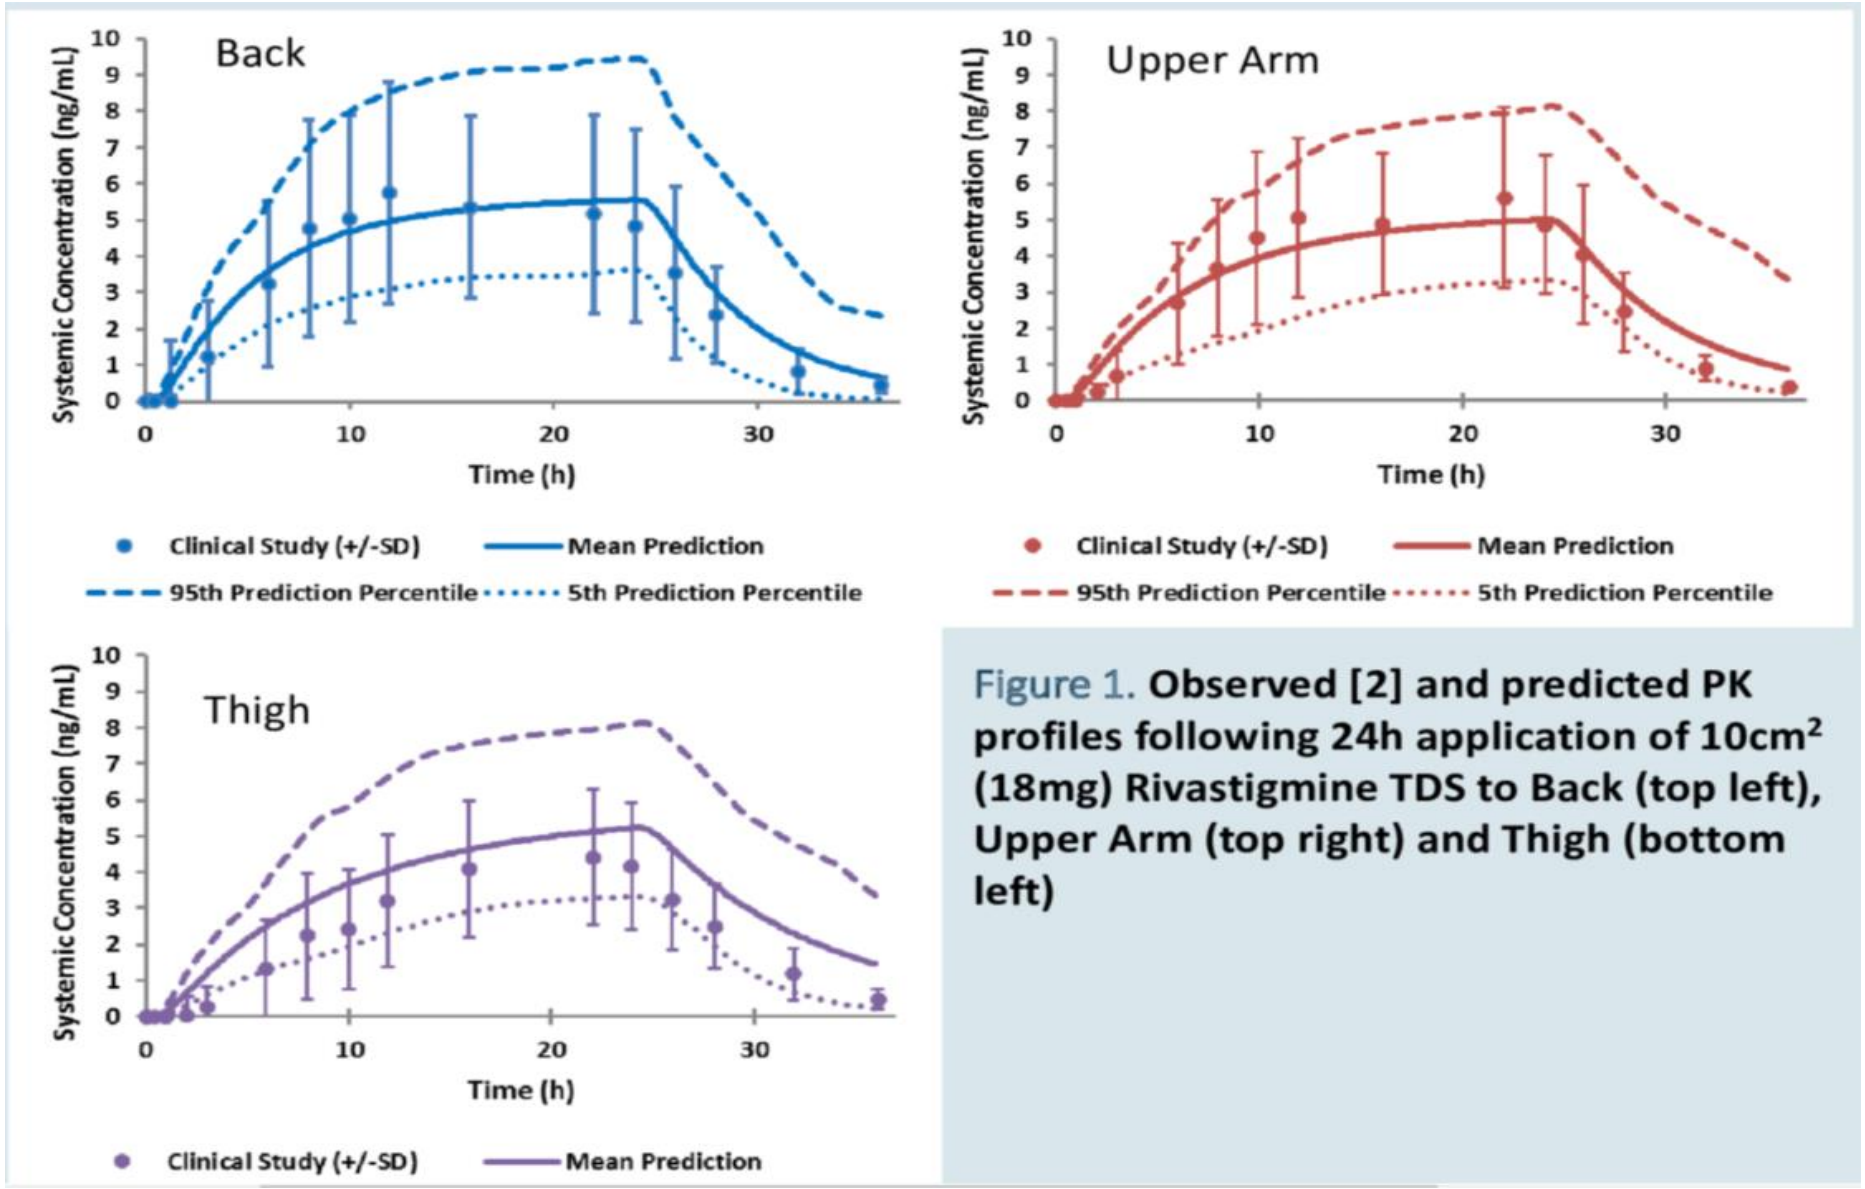 Back
Systemic Concentration (ng/mL)
10
9
8
7
6
5
4
3
2
1
0
0 10 20 30
Time (h)
Clinical Study (+/-SD) Mean Prediction
95th Prediction Percentile 5th Prediction Percentile
Upper Arm
Systemic Concentration (ng/mL)
10
9
8
7
6
5
4
3
2
1
0
0 10 20 30
Time (h)
Clinical Study (+/-SD) Mean Prediction
95th Prediction Percentile 5th Prediction Percentile
Thigh
Systemic Concentration (ng/mL)
10
9
8
7
6
5
4
3
2
1
0
0 10 20 30
Time (h)
Clinical Study (+/-SD) Mean Prediction
Figure 1. Observed [2] and predicted PK
profiles following 24h application of 10cm²
(18mg) Rivastigmine TDS to Back (top left),
Upper Arm (top right) and Thigh (bottom
left)